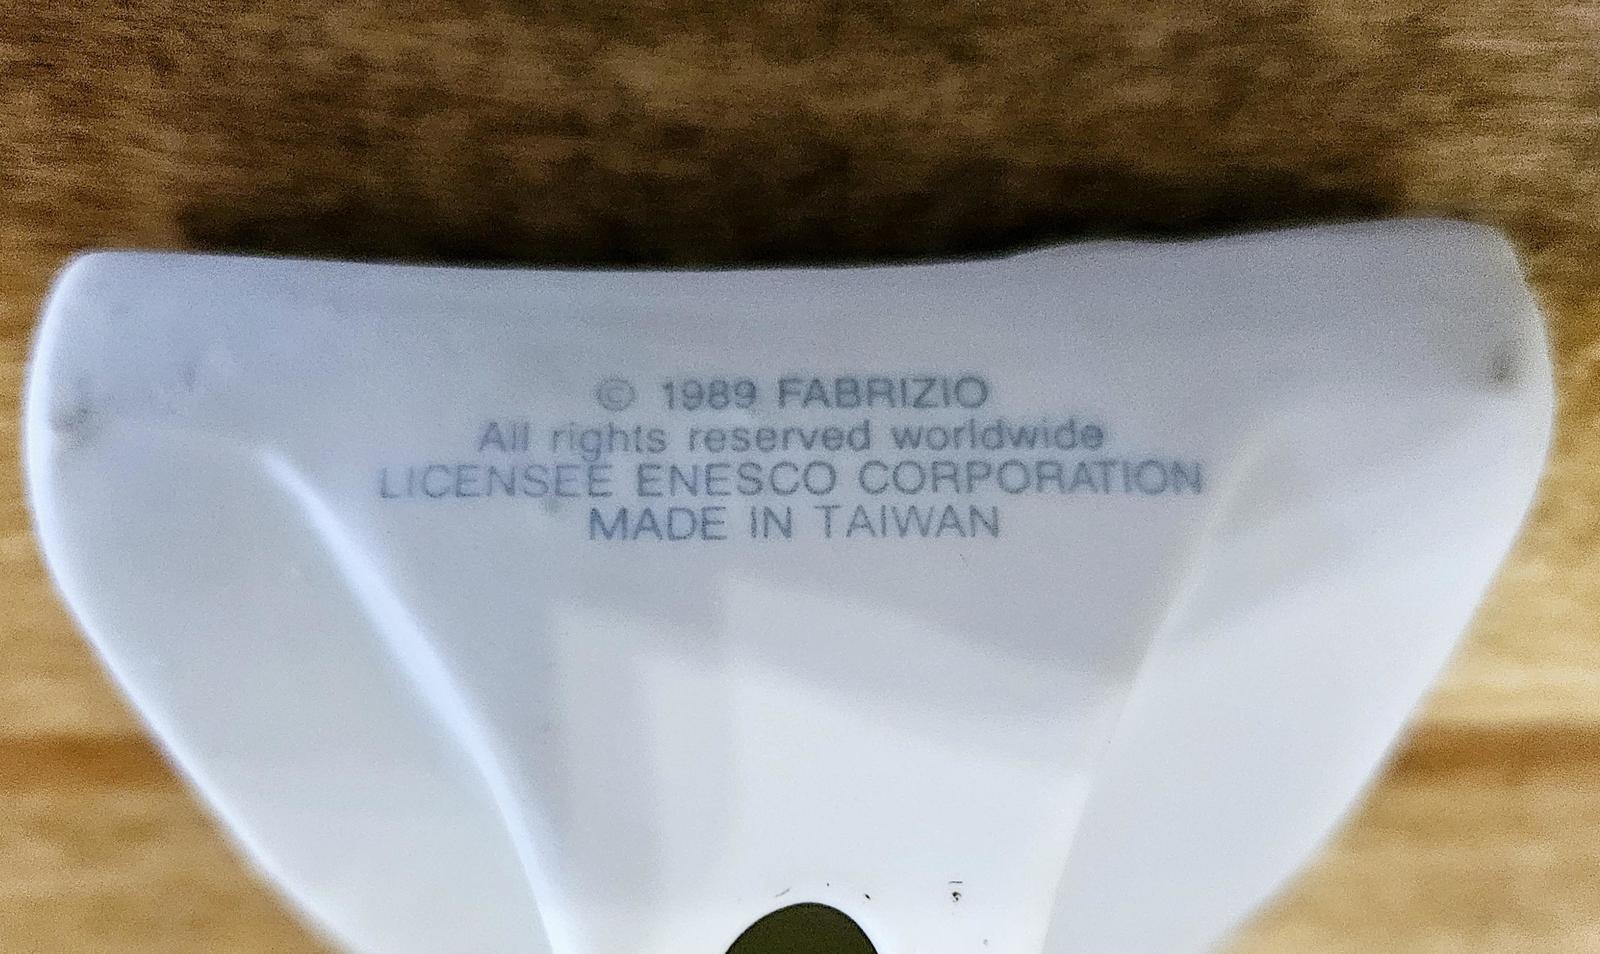 © 1989 FABRIZIO
All rights reserved worldwide
LICENSEE ENESCO CORPORATION
MADE IN TAIWAN